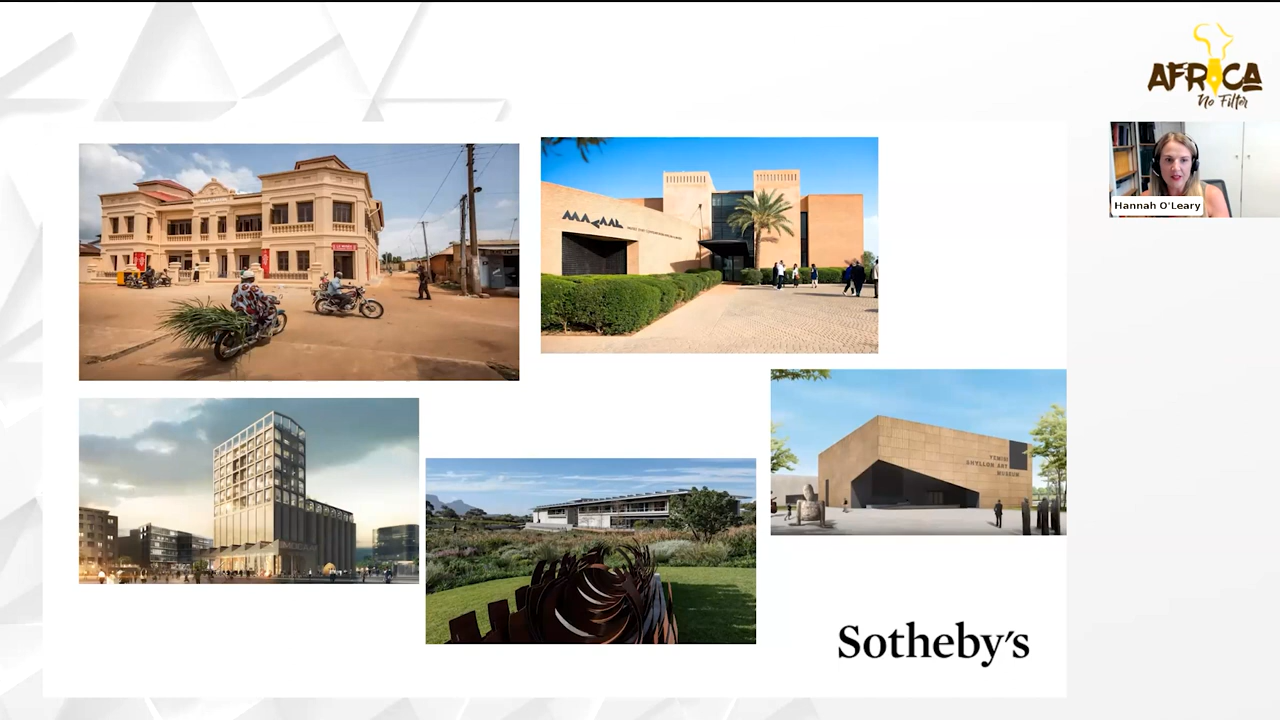 AFRICA
No Filter
Hannah O'Leary
MACAAL
YEMISI
SHYLLON ART
MUSEUM
Sotheby's